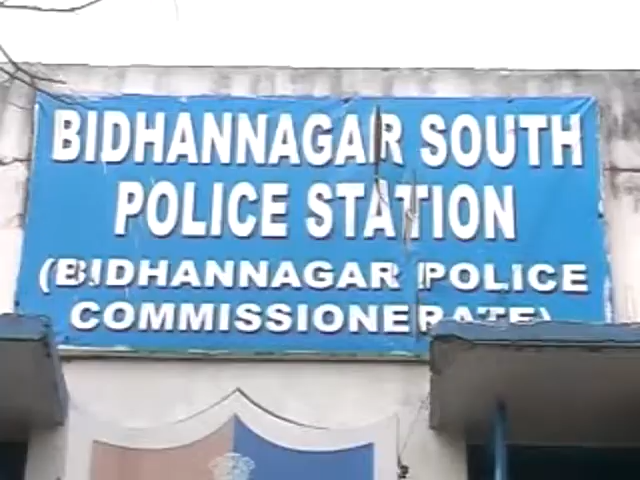 BIDHANNAGAR SOUTH
POLICE STATION
(BIDHANNAGAR POLICE
COMMISSIONERATE)